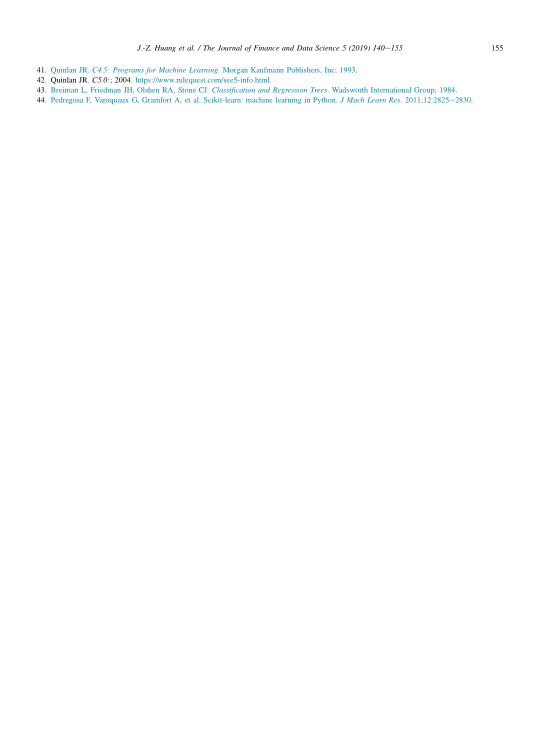 J.-Z. Huang et al. / The Journal of Finance and Data Science 5 (2019) 140–155 155
41. Quinlan JR. C4.5: Programs for Machine Learning. Morgan Kaufmann Publishers, Inc; 1993.
42. Quinlan JR. C5.0:; 2004. https://www.rulequest.com/see5-info.html.
43. Breiman L, Friedman JH, Olshen RA, Stone CJ. Classification and Regression Trees. Wadsworth International Group; 1984.
44. Pedregosa F, Varoquaux G, Gramfort A, et al. Scikit-learn: machine learning in Python. J Mach Learn Res. 2011;12:2825–2830.